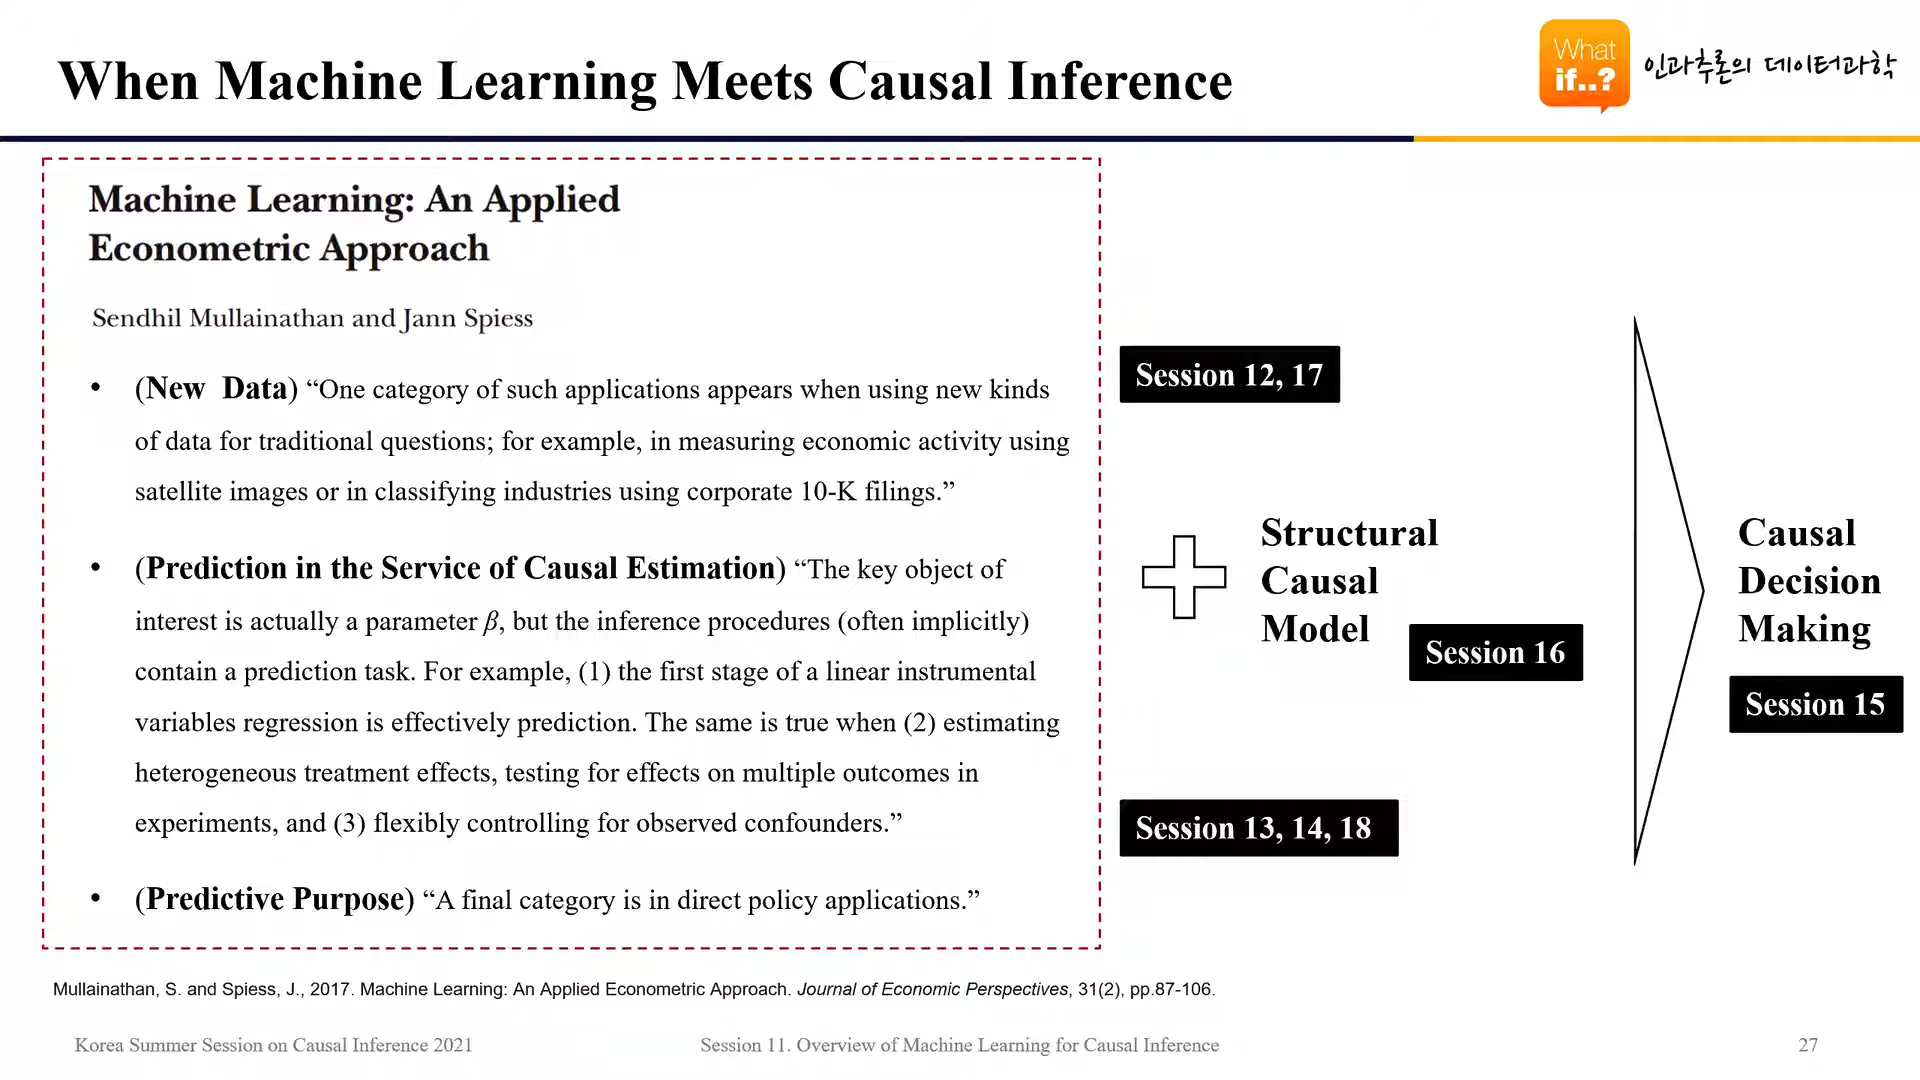 When Machine Learning Meets Causal Inference
What
if..?
인과추론의 데이터과학
Machine Learning: An Applied
Econometric Approach
Sendhil Mullainathan and Jann Spiess
• (New Data) “One category of such applications appears when using new kinds
of data for traditional questions; for example, in measuring economic activity using
satellite images or in classifying industries using corporate 10-K filings.”
• (Prediction in the Service of Causal Estimation) “The key object of
interest is actually a parameter β, but the inference procedures (often implicitly)
contain a prediction task. For example, (1) the first stage of a linear instrumental
variables regression is effectively prediction. The same is true when (2) estimating
heterogeneous treatment effects, testing for effects on multiple outcomes in
experiments, and (3) flexibly controlling for observed confounders.”
• (Predictive Purpose) “A final category is in direct policy applications.”
Session 12, 17
Structural
Causal
Model
Session 16
Session 13, 14, 18
Causal
Decision
Making
Session 15
Mullainathan, S. and Spiess, J., 2017. Machine Learning: An Applied Econometric Approach. Journal of Economic Perspectives, 31(2), pp.87-106.
Korea Summer Session on Causal Inference 2021
Session 11. Overview of Machine Learning for Causal Inference
27